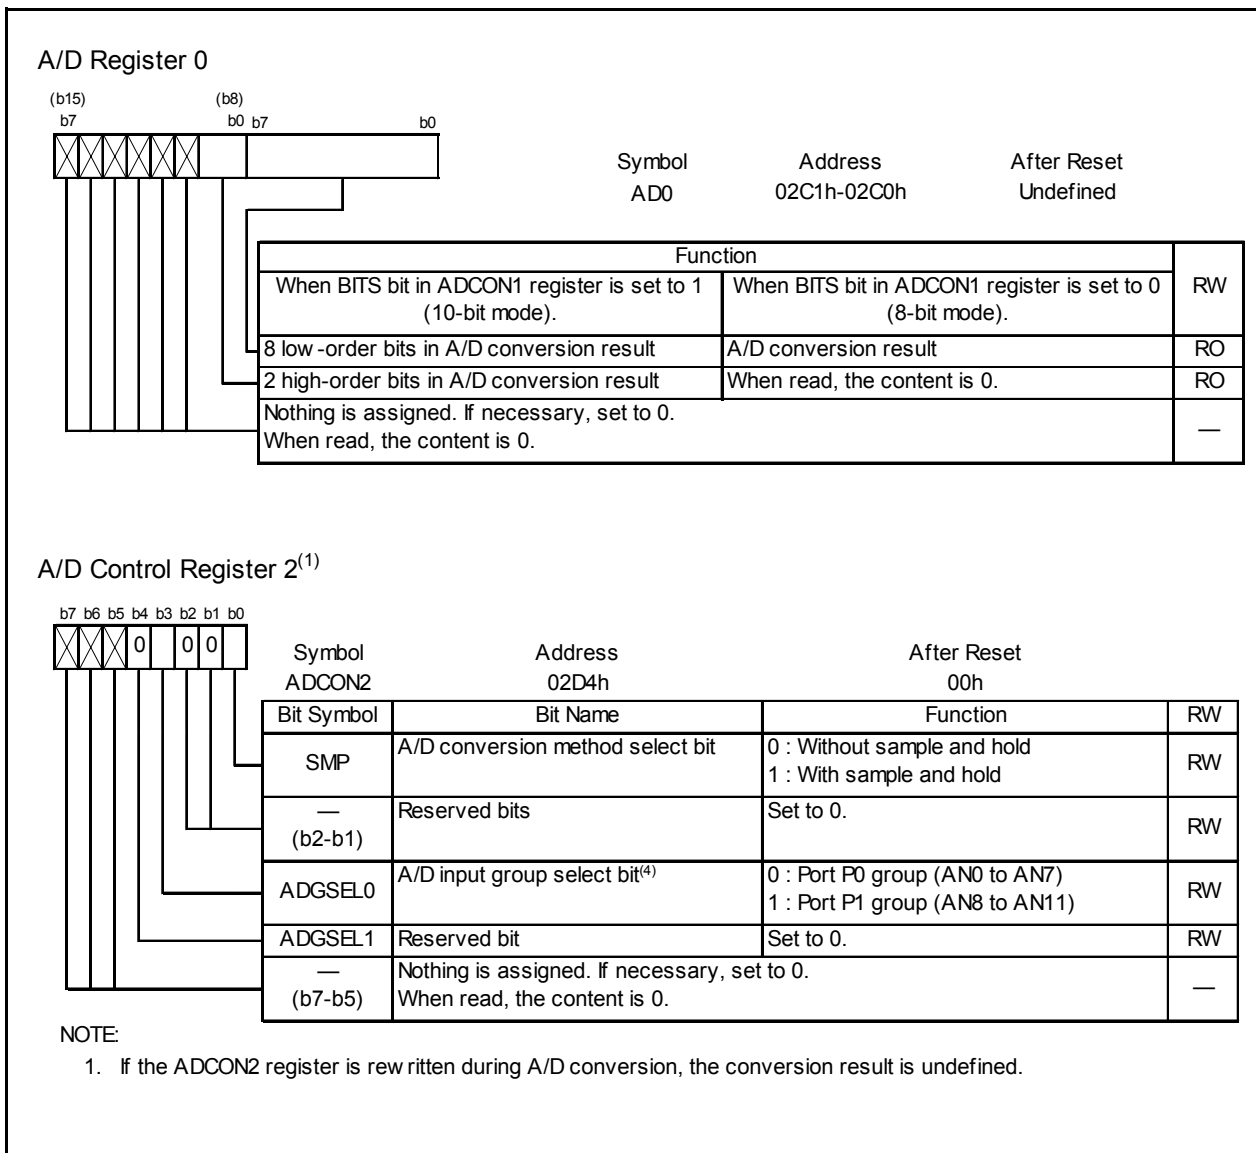 A/D Register 0
(b15) (b8)
b7 b0 b7 b0
Symbol Address After Reset
AD0 02C1h-02C0h Undefined
Function
When BITS bit in ADCON1 register is set to 1 When BITS bit in ADCON1 register is set to 0 RW
(10-bit mode). (8-bit mode).
8 low-order bits in A/D conversion result A/D conversion result RO
2 high-order bits in A/D conversion result When read, the content is 0. RO
Nothing is assigned. If necessary, set to 0.
When read, the content is 0. —
A/D Control Register 2(1)
b7 b6 b5 b4 b3 b2 b1 b0
0 0 0
Symbol Address After Reset
ADCON2 02D4h 00h
Bit Symbol Bit Name Function RW
SMP A/D conversion method select bit 0 : Without sample and hold RW
1 : With sample and hold
— Reserved bits Set to 0. RW
(b2-b1)
ADGSEL0 A/D input group select bit(4) 0 : Port P0 group (AN0 to AN7) RW
1 : Port P1 group (AN8 to AN11)
ADGSEL1 Reserved bit Set to 0. RW
— Nothing is assigned. If necessary, set to 0. —
(b7-b5) When read, the content is 0.
NOTE:
1. If the ADCON2 register is rewritten during A/D conversion, the conversion result is undefined.